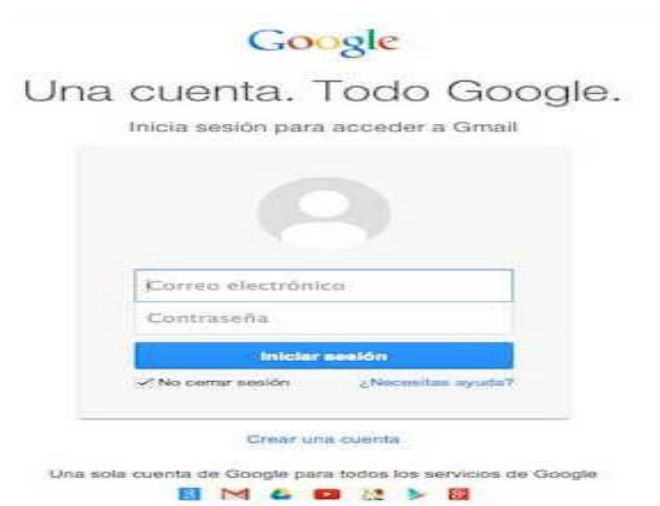 Google
Una cuenta. Todo Google.
Inicia sesión para acceder a Gmail
Correo electrónico
Contraseña
Iniciar sesión
No cerrar sesión ¿Necesitas ayuda?
Crear una cuenta
Una sola cuenta de Google para todos los servicios de Google